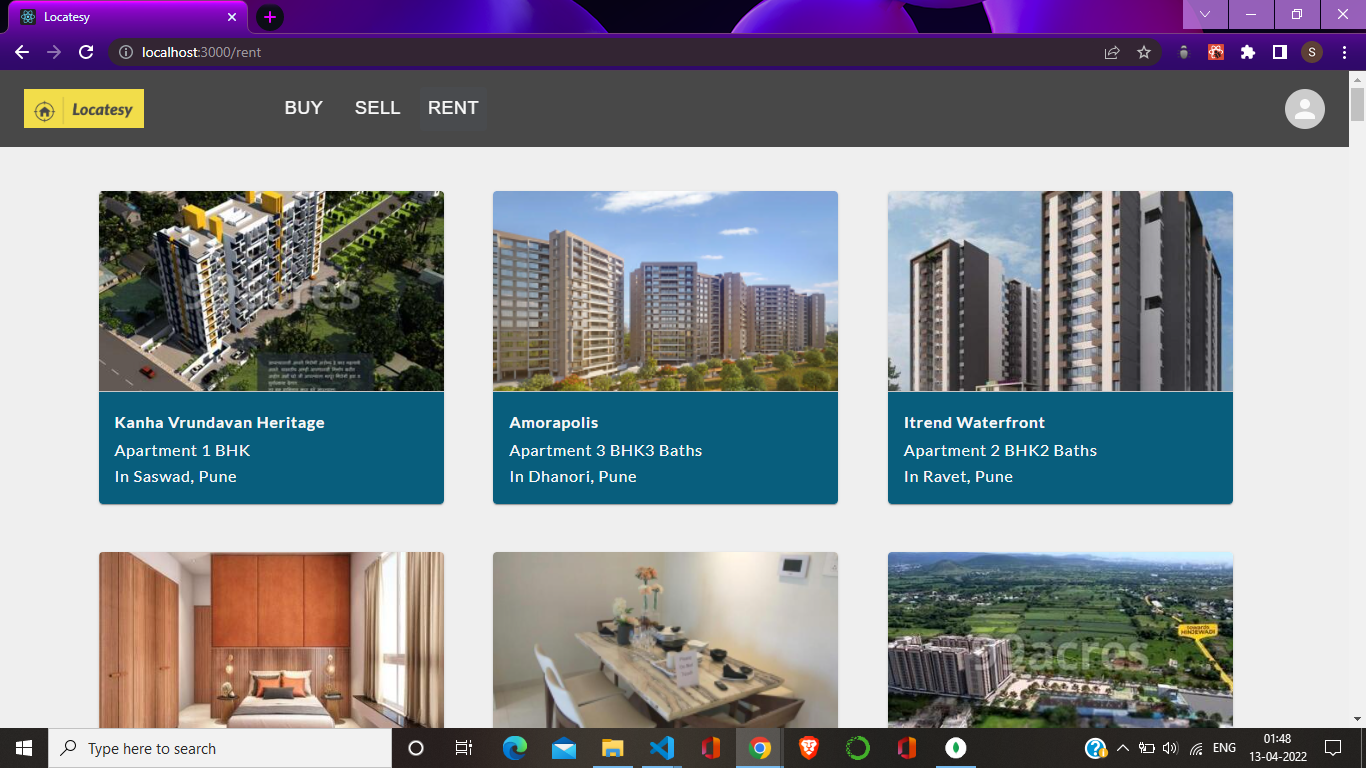 Locatesy
localhost:3000/rent
S
Locatesy
BUY SELL RENT
99acres
Kanha Vrundavan Heritage
Apartment 1 BHK
In Saswad, Pune
Amorapolis
Apartment 3 BHK3 Baths
In Dhanori, Pune
Itrend Waterfront
Apartment 2 BHK2 Baths
In Ravet, Pune
towards
HINJEWADI
99acres
Type here to search
ENG
01:48
13-04-2022